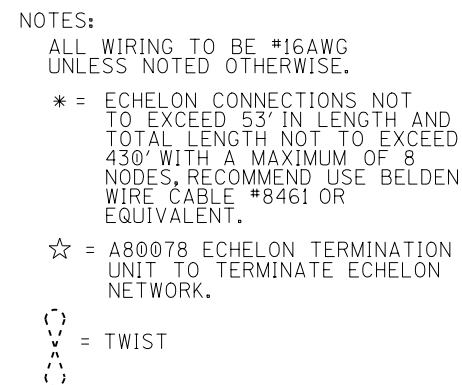 NOTES:
ALL WIRING TO BE #16AWG
UNLESS NOTED OTHERWISE.
* = ECHELON CONNECTIONS NOT
TO EXCEED 53' IN LENGTH AND
TOTAL LENGTH NOT TO EXCEED
430' WITH A MAXIMUM OF 8
NODES, RECOMMEND USE BELDEN
WIRE CABLE #8461 OR
EQUIVALENT.
☆ = A80078 ECHELON TERMINATION
UNIT TO TERMINATE ECHELON
NETWORK.
= TWIST